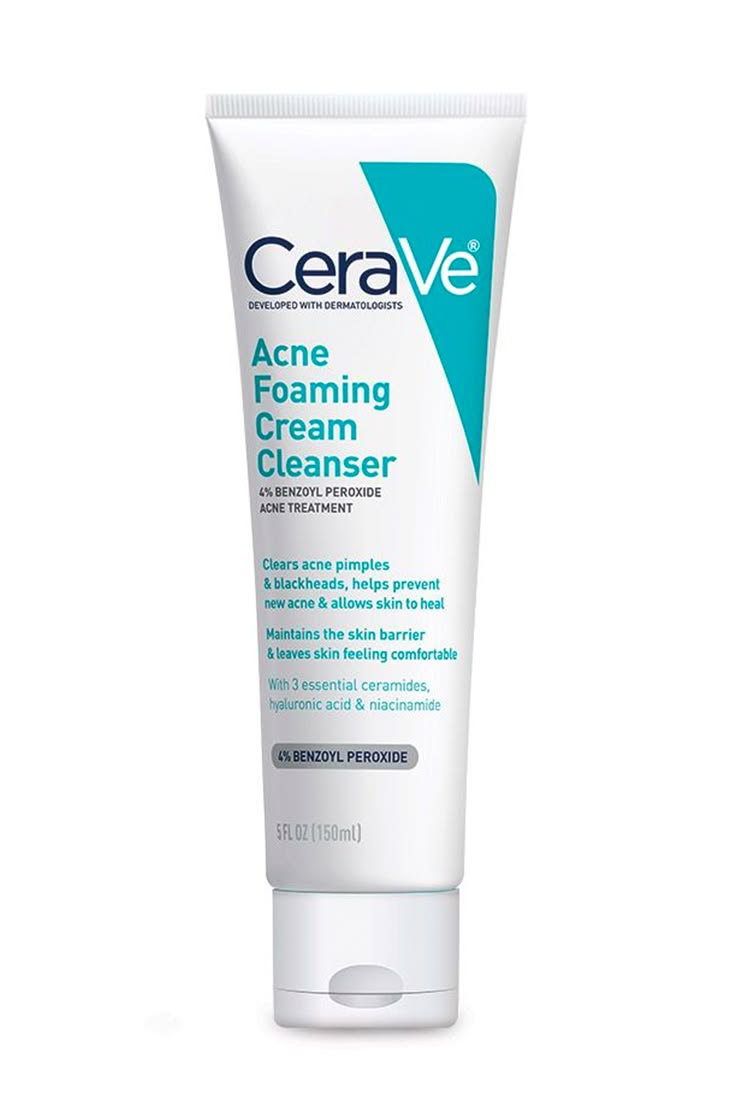 CeraVe®
DEVELOPED WITH DERMATOLOGISTS
Acne
Foaming
Cream
Cleanser
4% BENZOYL PEROXIDE
ACNE TREATMENT
Clears acne pimples
& blackheads, helps prevent
new acne & allows skin to heal
Maintains the skin barrier
& leaves skin feeling comfortable
With 3 essential ceramides,
hyaluronic acid & niacinamide
4% BENZOYL PEROXIDE
5 FL OZ (150ml)